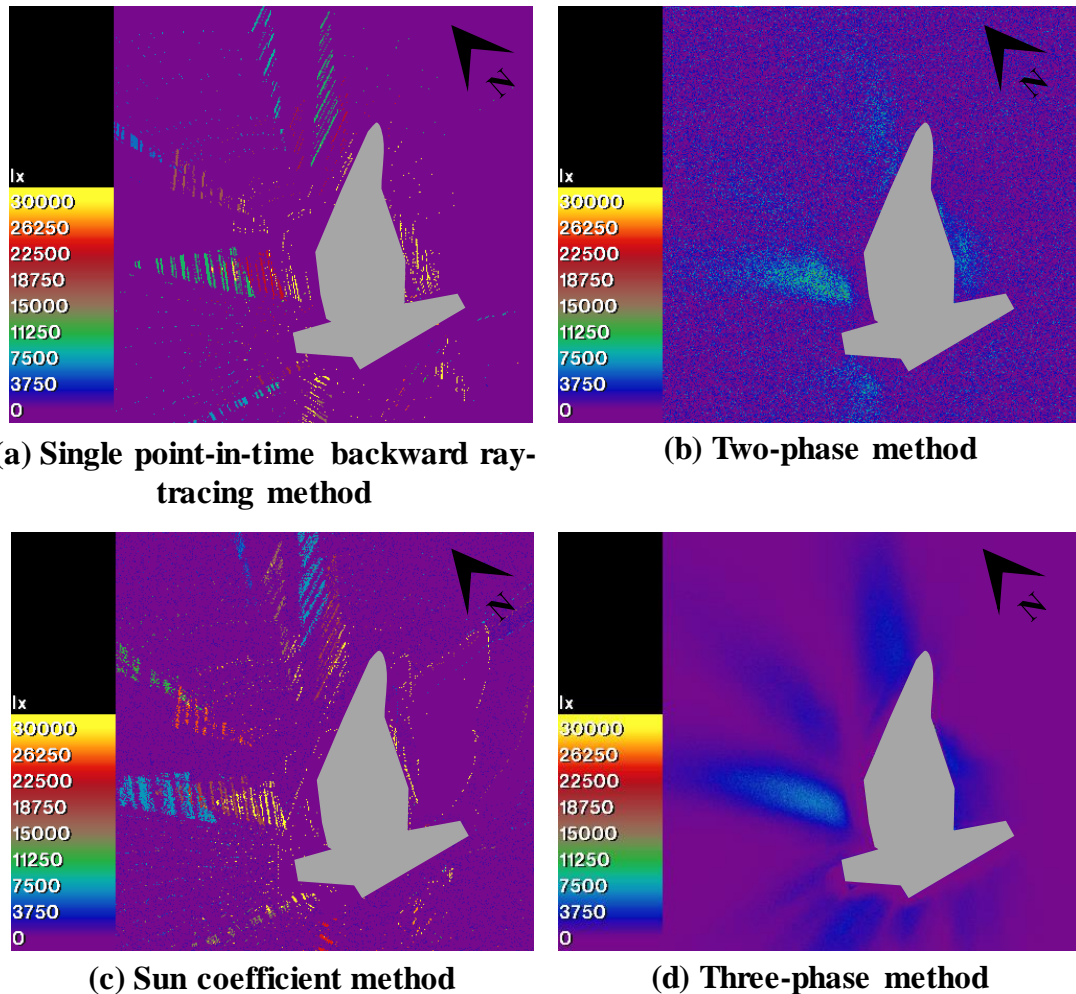 N
lx
30000
26250
22500
18750
15000
11250
7500
3750
0
N
lx
30000
26250
22500
18750
15000
11250
7500
3750
0
(a) Single point-in-time backward ray-
tracing method
(b) Two-phase method
N
lx
30000
26250
22500
18750
15000
11250
7500
3750
0
N
lx
30000
26250
22500
18750
15000
11250
7500
3750
0
(c) Sun coefficient method
(d) Three-phase method